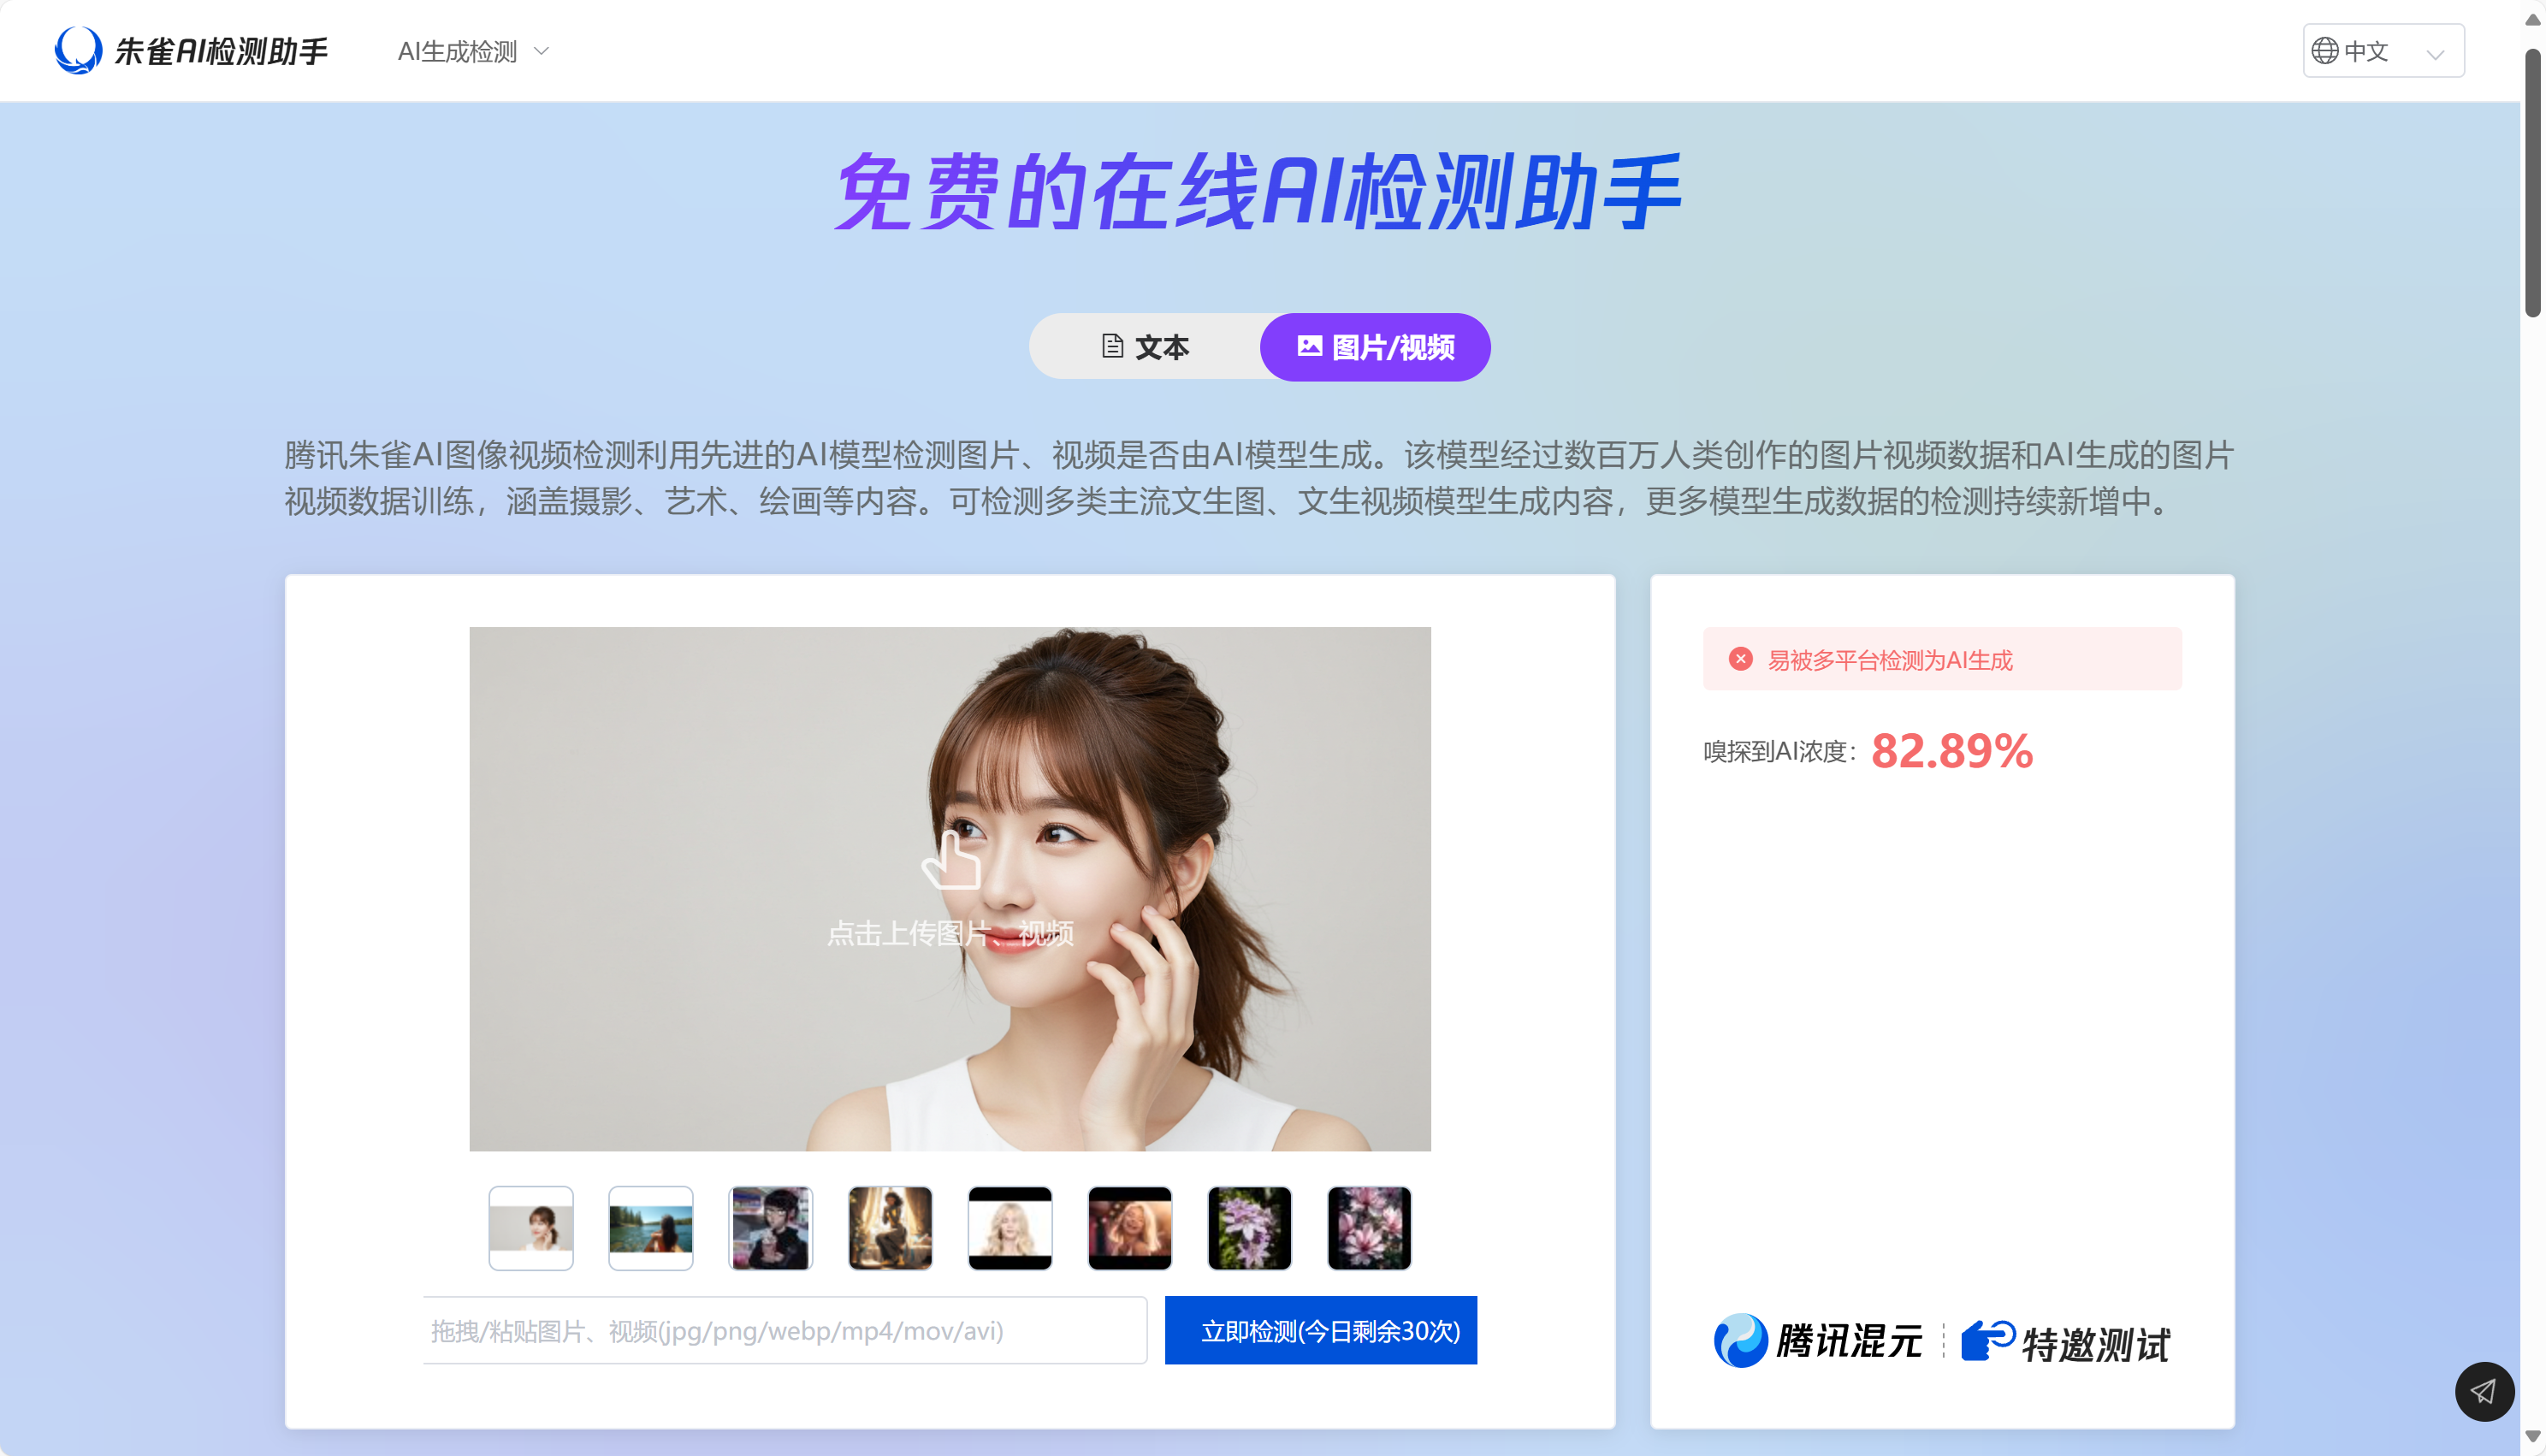 朱雀AI检测助手
AI生成检测
中文
免费的在线AI检测助手
文本
图片/视频
腾讯朱雀AI图像视频检测利用先进的AI模型检测图片、视频是否由AI模型生成。该模型经过数百万人类创作的图片视频数据和AI生成的图片
视频数据训练，涵盖摄影、艺术、绘画等内容。可检测多类主流文生图、文生视频模型生成内容，更多模型生成数据的检测持续新增中。
点击上传图片、视频
拖拽/粘贴图片、视频(jpg/png/webp/mp4/mov/avi)
立即检测(今日剩余30次)
易被多平台检测为AI生成
嗅探到AI浓度：82.89%
腾讯混元
特邀测试